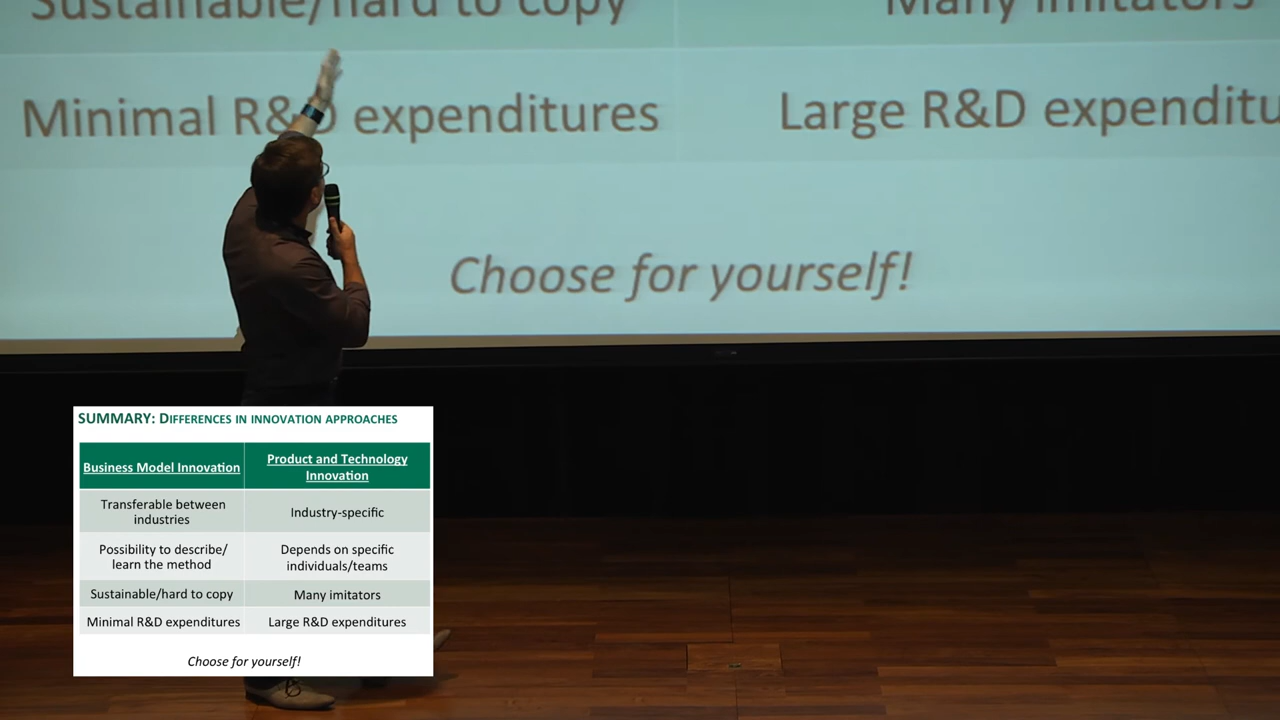 Sustainable/hard to copy
Many imitators
Minimal R&D expenditures
Large R&D expenditu
Choose for yourself!
SUMMARY: DIFFERENCES IN INNOVATION APPROACHES
Business Model Innovation
Product and Technology
Innovation
Transferable between
industries
Industry-specific
Possibility to describe/
learn the method
Depends on specific
individuals/teams
Sustainable/hard to copy
Many imitators
Minimal R&D expenditures
Large R&D expenditures
Choose for yourself!